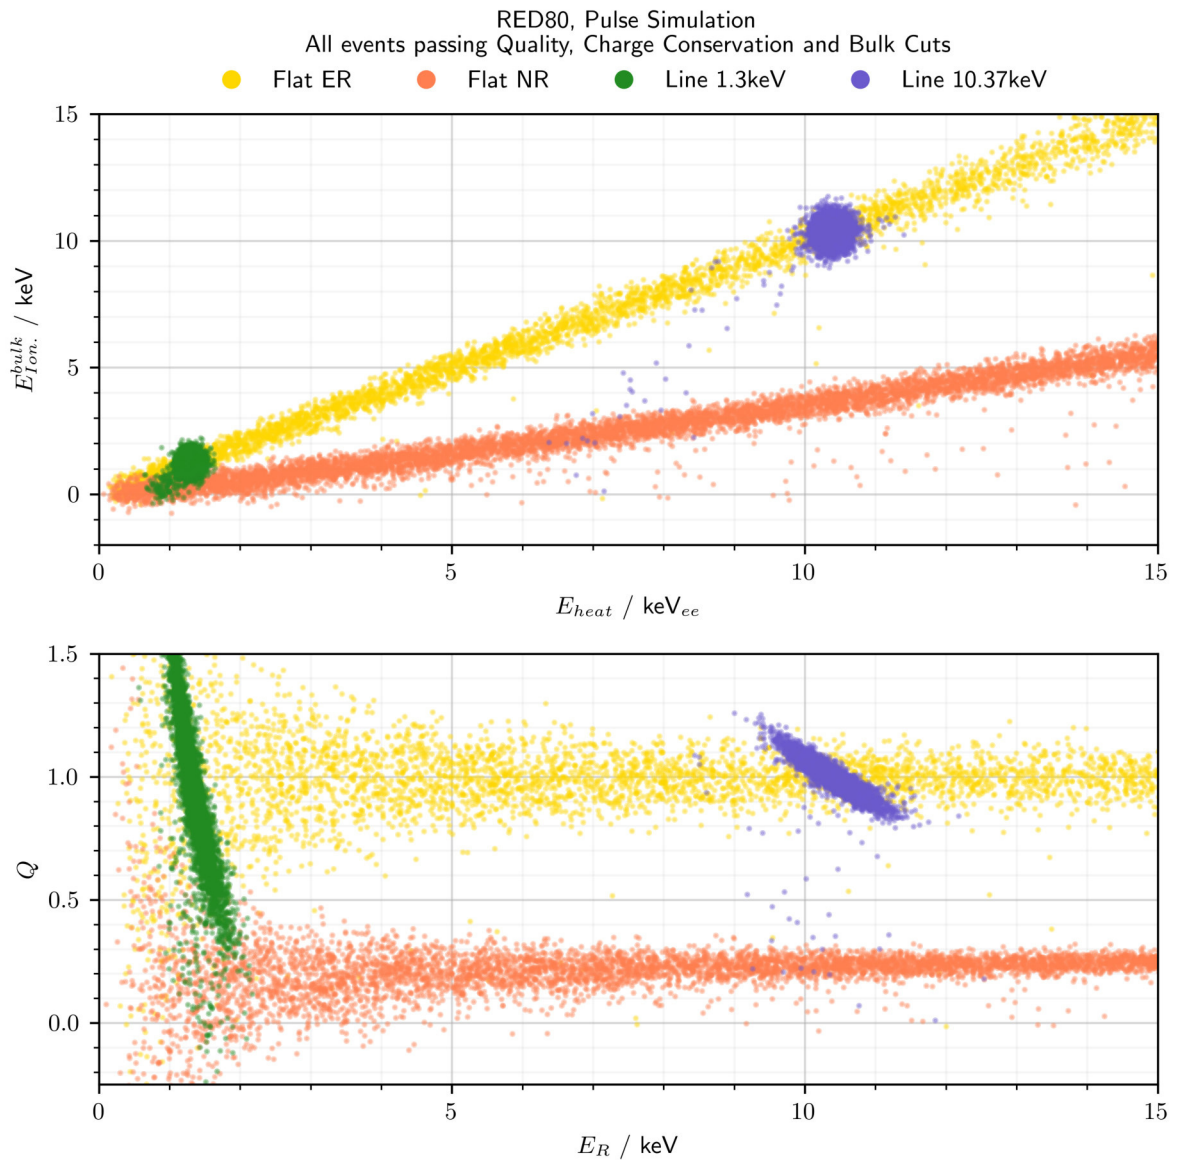 RED80, Pulse Simulation
All events passing Quality, Charge Conservation and Bulk Cuts
Flat ER Flat NR Line 1.3keV Line 10.37keV
15
10
5
0
E_{Ion.}^{bulk} / keV
0 5 10 15
E_{heat} / keV_{ee}
1.5
1.0
0.5
0.0
Q
0 5 10 15
E_R / keV